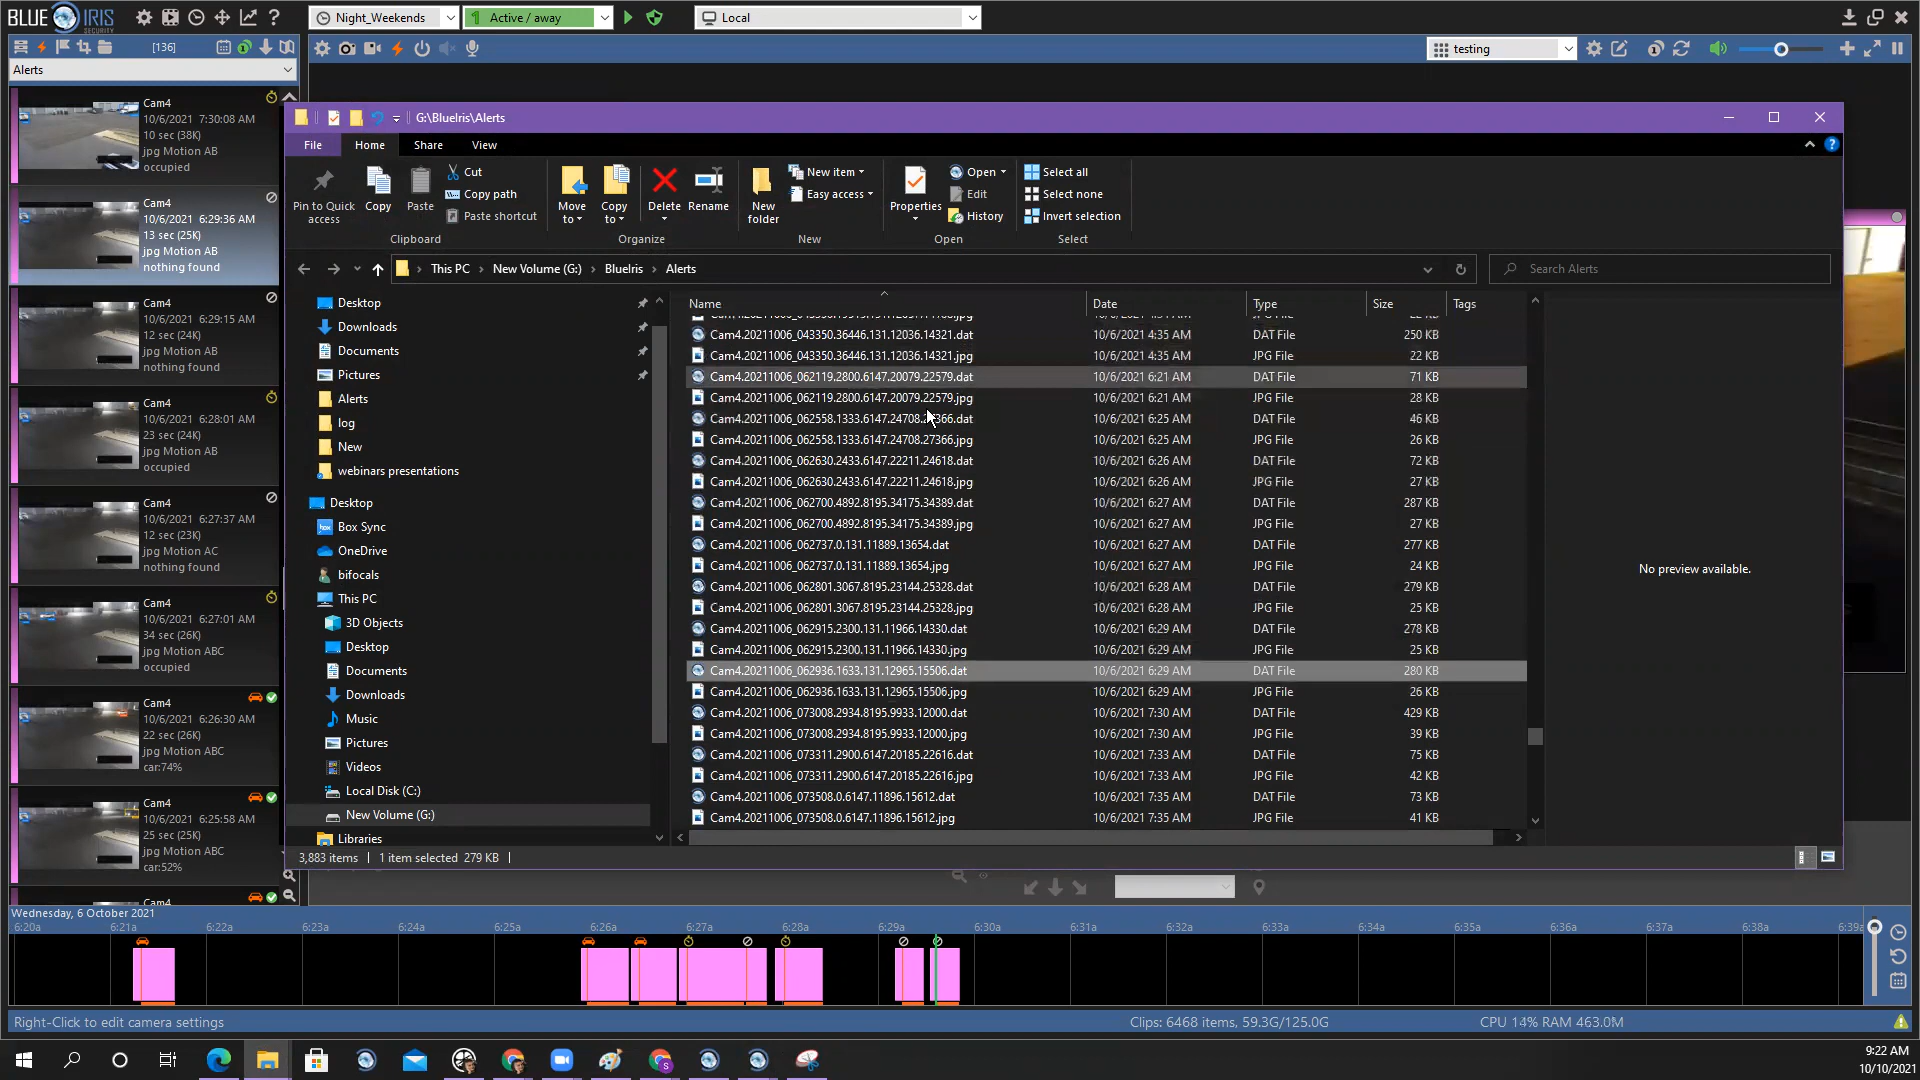 BLUE IRIS
SECURITY
Night_Weekends
1 Active / away
Local
[136]
testing
Alerts
Cam4
10/6/2021 7:30:08 AM
10 sec (38K)
jpg Motion AB
occupied
Cam4
10/6/2021 6:29:36 AM
13 sec (25K)
jpg Motion AB
nothing found
Cam4
10/6/2021 6:29:15 AM
12 sec (24K)
jpg Motion AB
nothing found
Cam4
10/6/2021 6:28:01 AM
23 sec (24K)
jpg Motion AB
occupied
Cam4
10/6/2021 6:27:37 AM
12 sec (23K)
jpg Motion AC
nothing found
Cam4
10/6/2021 6:27:01 AM
34 sec (26K)
jpg Motion ABC
occupied
Cam4
10/6/2021 6:26:30 AM
22 sec (26K)
jpg Motion ABC
car:74%
Cam4
10/6/2021 6:25:58 AM
25 sec (25K)
jpg Motion ABC
car:52%
Cam4
G:\BlueIris\Alerts
File Home Share View
Pin to Quick access
Copy
Paste
Cut
Copy path
Paste shortcut
Clipboard
Move to
Copy to
Delete
Rename
Organize
New folder
New item
Easy access
New
Properties
Open
Edit
History
Open
Select all
Select none
Invert selection
Select
This PC > New Volume (G:) > BlueIris > Alerts
Search Alerts
Desktop
Downloads
Documents
Pictures
Alerts
log
New
webinars presentations
Desktop
Box Sync
OneDrive
bifocals
This PC
3D Objects
Desktop
Documents
Downloads
Music
Pictures
Videos
Local Disk (C:)
New Volume (G:)
Libraries
Name Date Type Size Tags
Cam4.20211006_043350.36446.131.12036.14321.dat 10/6/2021 4:35 AM DAT File 250 KB
Cam4.20211006_043350.36446.131.12036.14321.jpg 10/6/2021 4:35 AM JPG File 22 KB
Cam4.20211006_062119.2800.6147.20079.22579.dat 10/6/2021 6:21 AM DAT File 71 KB
Cam4.20211006_062119.2800.6147.20079.22579.jpg 10/6/2021 6:21 AM JPG File 28 KB
Cam4.20211006_062558.1333.6147.24708.27366.dat 10/6/2021 6:25 AM DAT File 46 KB
Cam4.20211006_062558.1333.6147.24708.27366.jpg 10/6/2021 6:25 AM JPG File 26 KB
Cam4.20211006_062630.2433.6147.22211.24618.dat 10/6/2021 6:26 AM DAT File 72 KB
Cam4.20211006_062630.2433.6147.22211.24618.jpg 10/6/2021 6:26 AM JPG File 27 KB
Cam4.20211006_062700.4892.8195.34175.34389.dat 10/6/2021 6:27 AM DAT File 287 KB
Cam4.20211006_062700.4892.8195.34175.34389.jpg 10/6/2021 6:27 AM JPG File 27 KB
Cam4.20211006_062737.0.131.11889.13654.dat 10/6/2021 6:27 AM DAT File 277 KB
Cam4.20211006_062737.0.131.11889.13654.jpg 10/6/2021 6:27 AM JPG File 24 KB
Cam4.20211006_062801.3067.8195.23144.25328.dat 10/6/2021 6:28 AM DAT File 279 KB
Cam4.20211006_062801.3067.8195.23144.25328.jpg 10/6/2021 6:28 AM JPG File 25 KB
Cam4.20211006_062915.2300.131.11966.14330.dat 10/6/2021 6:29 AM DAT File 278 KB
Cam4.20211006_062915.2300.131.11966.14330.jpg 10/6/2021 6:29 AM JPG File 25 KB
Cam4.20211006_062936.1633.131.12965.15506.dat 10/6/2021 6:29 AM DAT File 280 KB
Cam4.20211006_062936.1633.131.12965.15506.jpg 10/6/2021 6:29 AM JPG File 26 KB
Cam4.20211006_073008.2934.8195.9933.12000.dat 10/6/2021 7:30 AM DAT File 429 KB
Cam4.20211006_073008.2934.8195.9933.12000.jpg 10/6/2021 7:30 AM JPG File 39 KB
Cam4.20211006_073311.2900.6147.20185.22616.dat 10/6/2021 7:33 AM DAT File 75 KB
Cam4.20211006_073311.2900.6147.20185.22616.jpg 10/6/2021 7:33 AM JPG File 42 KB
Cam4.20211006_073508.0.6147.11896.15612.dat 10/6/2021 7:35 AM DAT File 73 KB
Cam4.20211006_073508.0.6147.11896.15612.jpg 10/6/2021 7:35 AM JPG File 41 KB
No preview available.
3,883 items 1 item selected 279 KB
Wednesday, 6 October 2021
6:20a 6:21a 6:22a 6:23a 6:24a 6:25a 6:26a 6:27a 6:28a 6:29a 6:30a 6:31a 6:32a 6:33a 6:34a 6:35a 6:36a 6:37a 6:38a 6:39a
Right-Click to edit camera settings
Clips: 6468 items, 59.3G/125.0G
CPU 14% RAM 463.0M
9:22 AM
10/10/2021